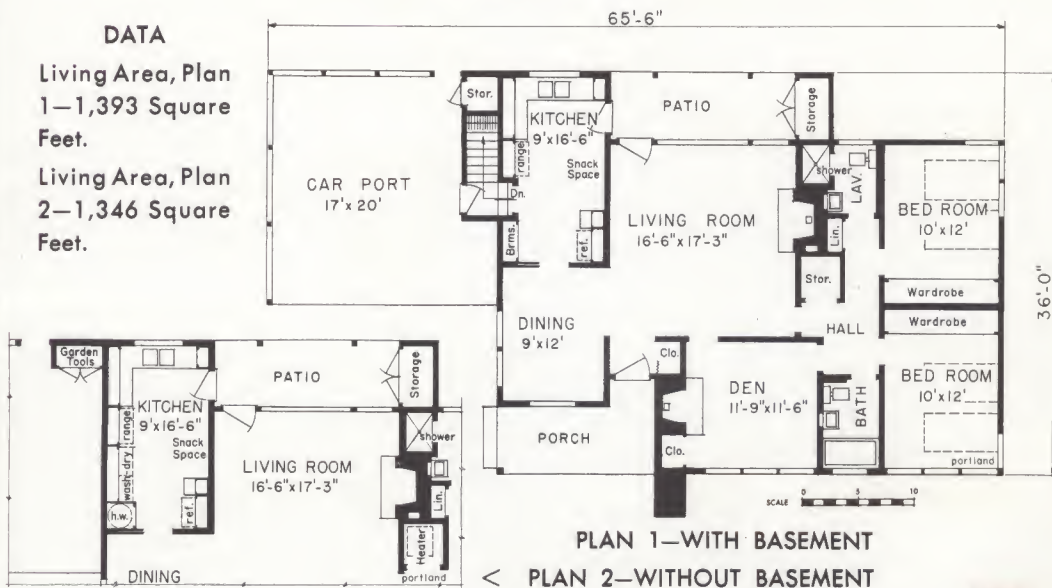 DATA
Living Area, Plan
1—1,393 Square
Feet.
Living Area, Plan
2—1,346 Square
Feet.
65'-6"
36'-0"
Stor.
KITCHEN
9'x16'-6"
range
Snack
Space
Dn.
Brms.
ref.
CAR PORT
17'x 20'
PATIO
Storage
LIVING ROOM
16'-6"x17'-3"
shower
LAV.
Lin.
Stor.
BED ROOM
10'x12'
Wardrobe
HALL
Wardrobe
BED ROOM
10'x12'
portland
DINING
9'x12'
Clo.
DEN
11'-9"x11'-6"
BATH
PORCH
Clo.
SCALE
0 5 10
Garden
Tools
KITCHEN
9'x16'-6"
range
Snack
Space
wash-dry
h.w.
ref.
PATIO
Storage
LIVING ROOM
16'-6"x17'-3"
shower
Lin.
Heater
portland
DINING
PLAN 1—WITH BASEMENT
< PLAN 2—WITHOUT BASEMENT